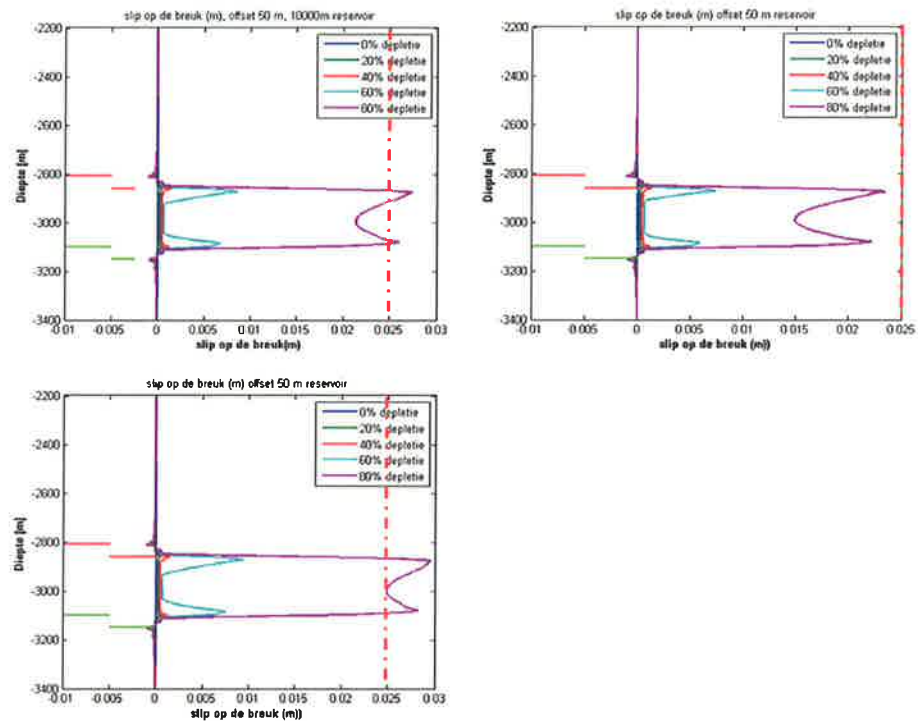 slip op de breuk (m), offset 50 m, 10000m reservoir
0% depletie
20% depletie
40% depletie
60% depletie
60% depletie
Diepte [m]
-2200
-2400
-2600
-2800
-3000
-3200
-3400
-0.01 -0.005 0 0.005 0.01 0.015 0.02 0.025 0.03
0
slip op de breuk(m)
slip op de breuk (m) offset 50 m reservoir
0% depletie
20% depletie
40% depletie
60% depletie
80% depletie
Diepte [m]
-2200
-2400
-2600
-2800
-3000
-3200
-3400
-0.01 -0.005 0 0.005 0.01 0.015 0.02 0.025
slip op de breuk (m))
slip op de breuk (m) offset 50 m reservoir
0% depletie
20% depletie
40% depletie
60% depletie
80% depletie
Diepte [m]
-2200
-2400
-2600
-2800
-3000
-3200
-3400
-0.01 -0.005 0 0.005 0.01 0.015 0.02 0.025 0.03
slip op de breuk (m))